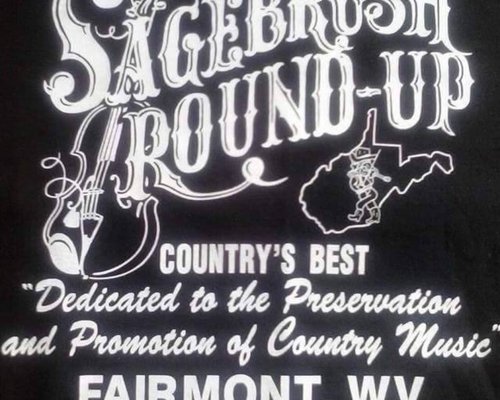 SAGEBRUSH
ROUND-UP
COUNTRY'S BEST
"Dedicated to the Preservation
and Promotion of Country Music"
FAIRMONT, WV